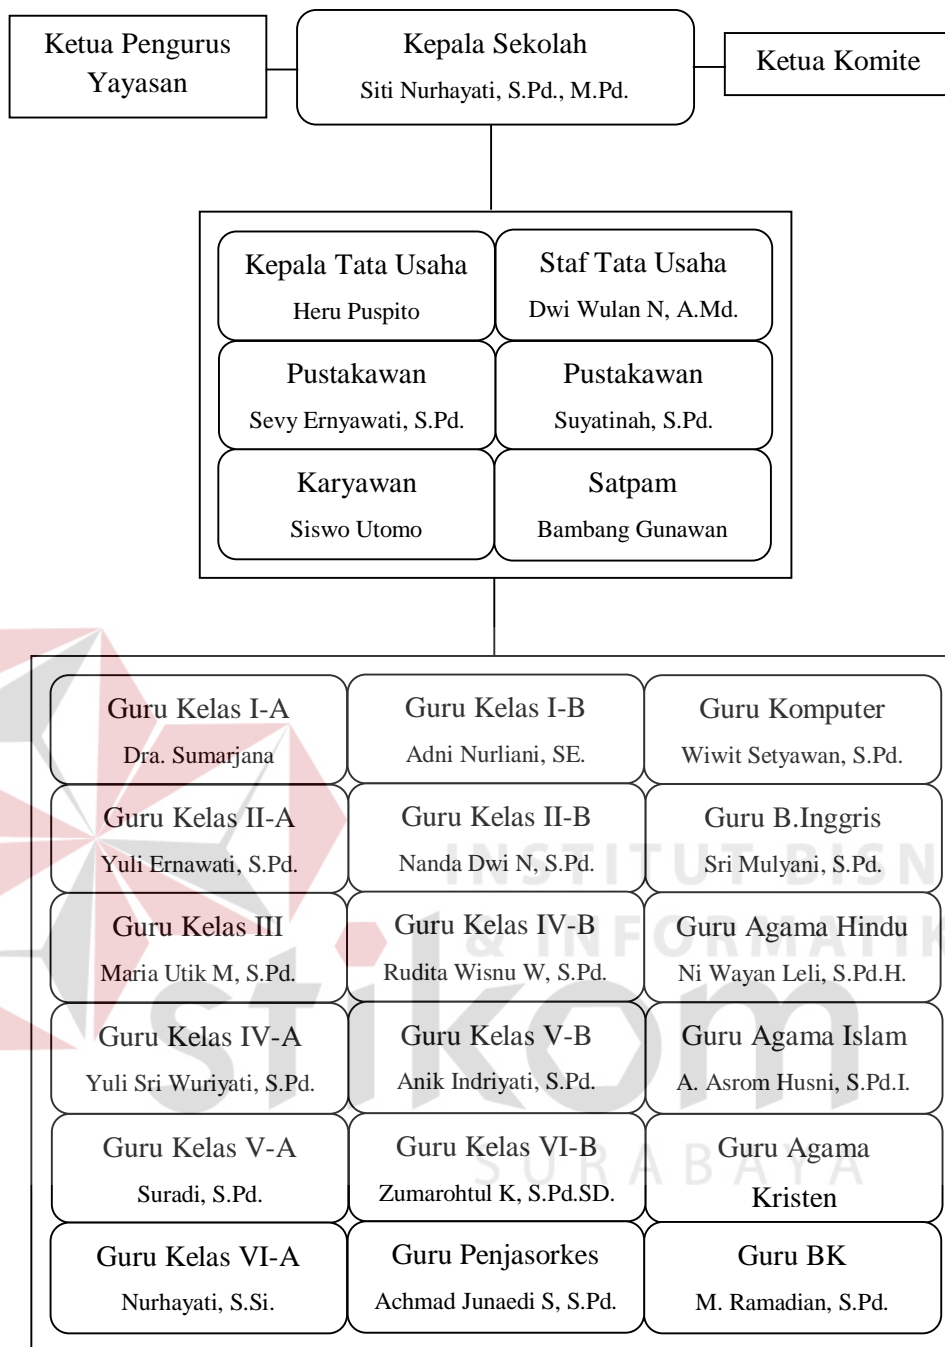 Ketua Pengurus
Yayasan
Kepala Sekolah
Siti Nurhayati, S.Pd., M.Pd.
Ketua Komite
Kepala Tata Usaha
Heru Puspito
Staf Tata Usaha
Dwi Wulan N, A.Md.
Pustakawan
Sevy Ernyawati, S.Pd.
Pustakawan
Suyatinah, S.Pd.
Karyawan
Siswo Utomo
Satpam
Bambang Gunawan
Guru Kelas I-A
Dra. Sumarjana
Guru Kelas I-B
Adni Nurliani, SE.
Guru Komputer
Wiwit Setyawan, S.Pd.
Guru Kelas II-A
Yuli Ernawati, S.Pd.
Guru Kelas II-B
Nanda Dwi N, S.Pd.
Guru B.Inggris
Sri Mulyani, S.Pd.
Guru Kelas III
Maria Utik M, S.Pd.
Guru Kelas IV-B
Rudita Wisnu W, S.Pd.
Guru Agama Hindu
Ni Wayan Leli, S.Pd.H.
Guru Kelas IV-A
Yuli Sri Wuriyati, S.Pd.
Guru Kelas V-B
Anik Indriyati, S.Pd.
Guru Agama Islam
A. Asrom Husni, S.Pd.I.
Guru Kelas V-A
Suradi, S.Pd.
Guru Kelas VI-B
Zumarohtul K, S.Pd.SD.
Guru Agama
Kristen
Guru Kelas VI-A
Nurhayati, S.Si.
Guru Penjasorkes
Achmad Junaedi S, S.Pd.
Guru BK
M. Ramadian, S.Pd.
INSTITUT BISN
& INFORMATIK
stikom
SURABAYA